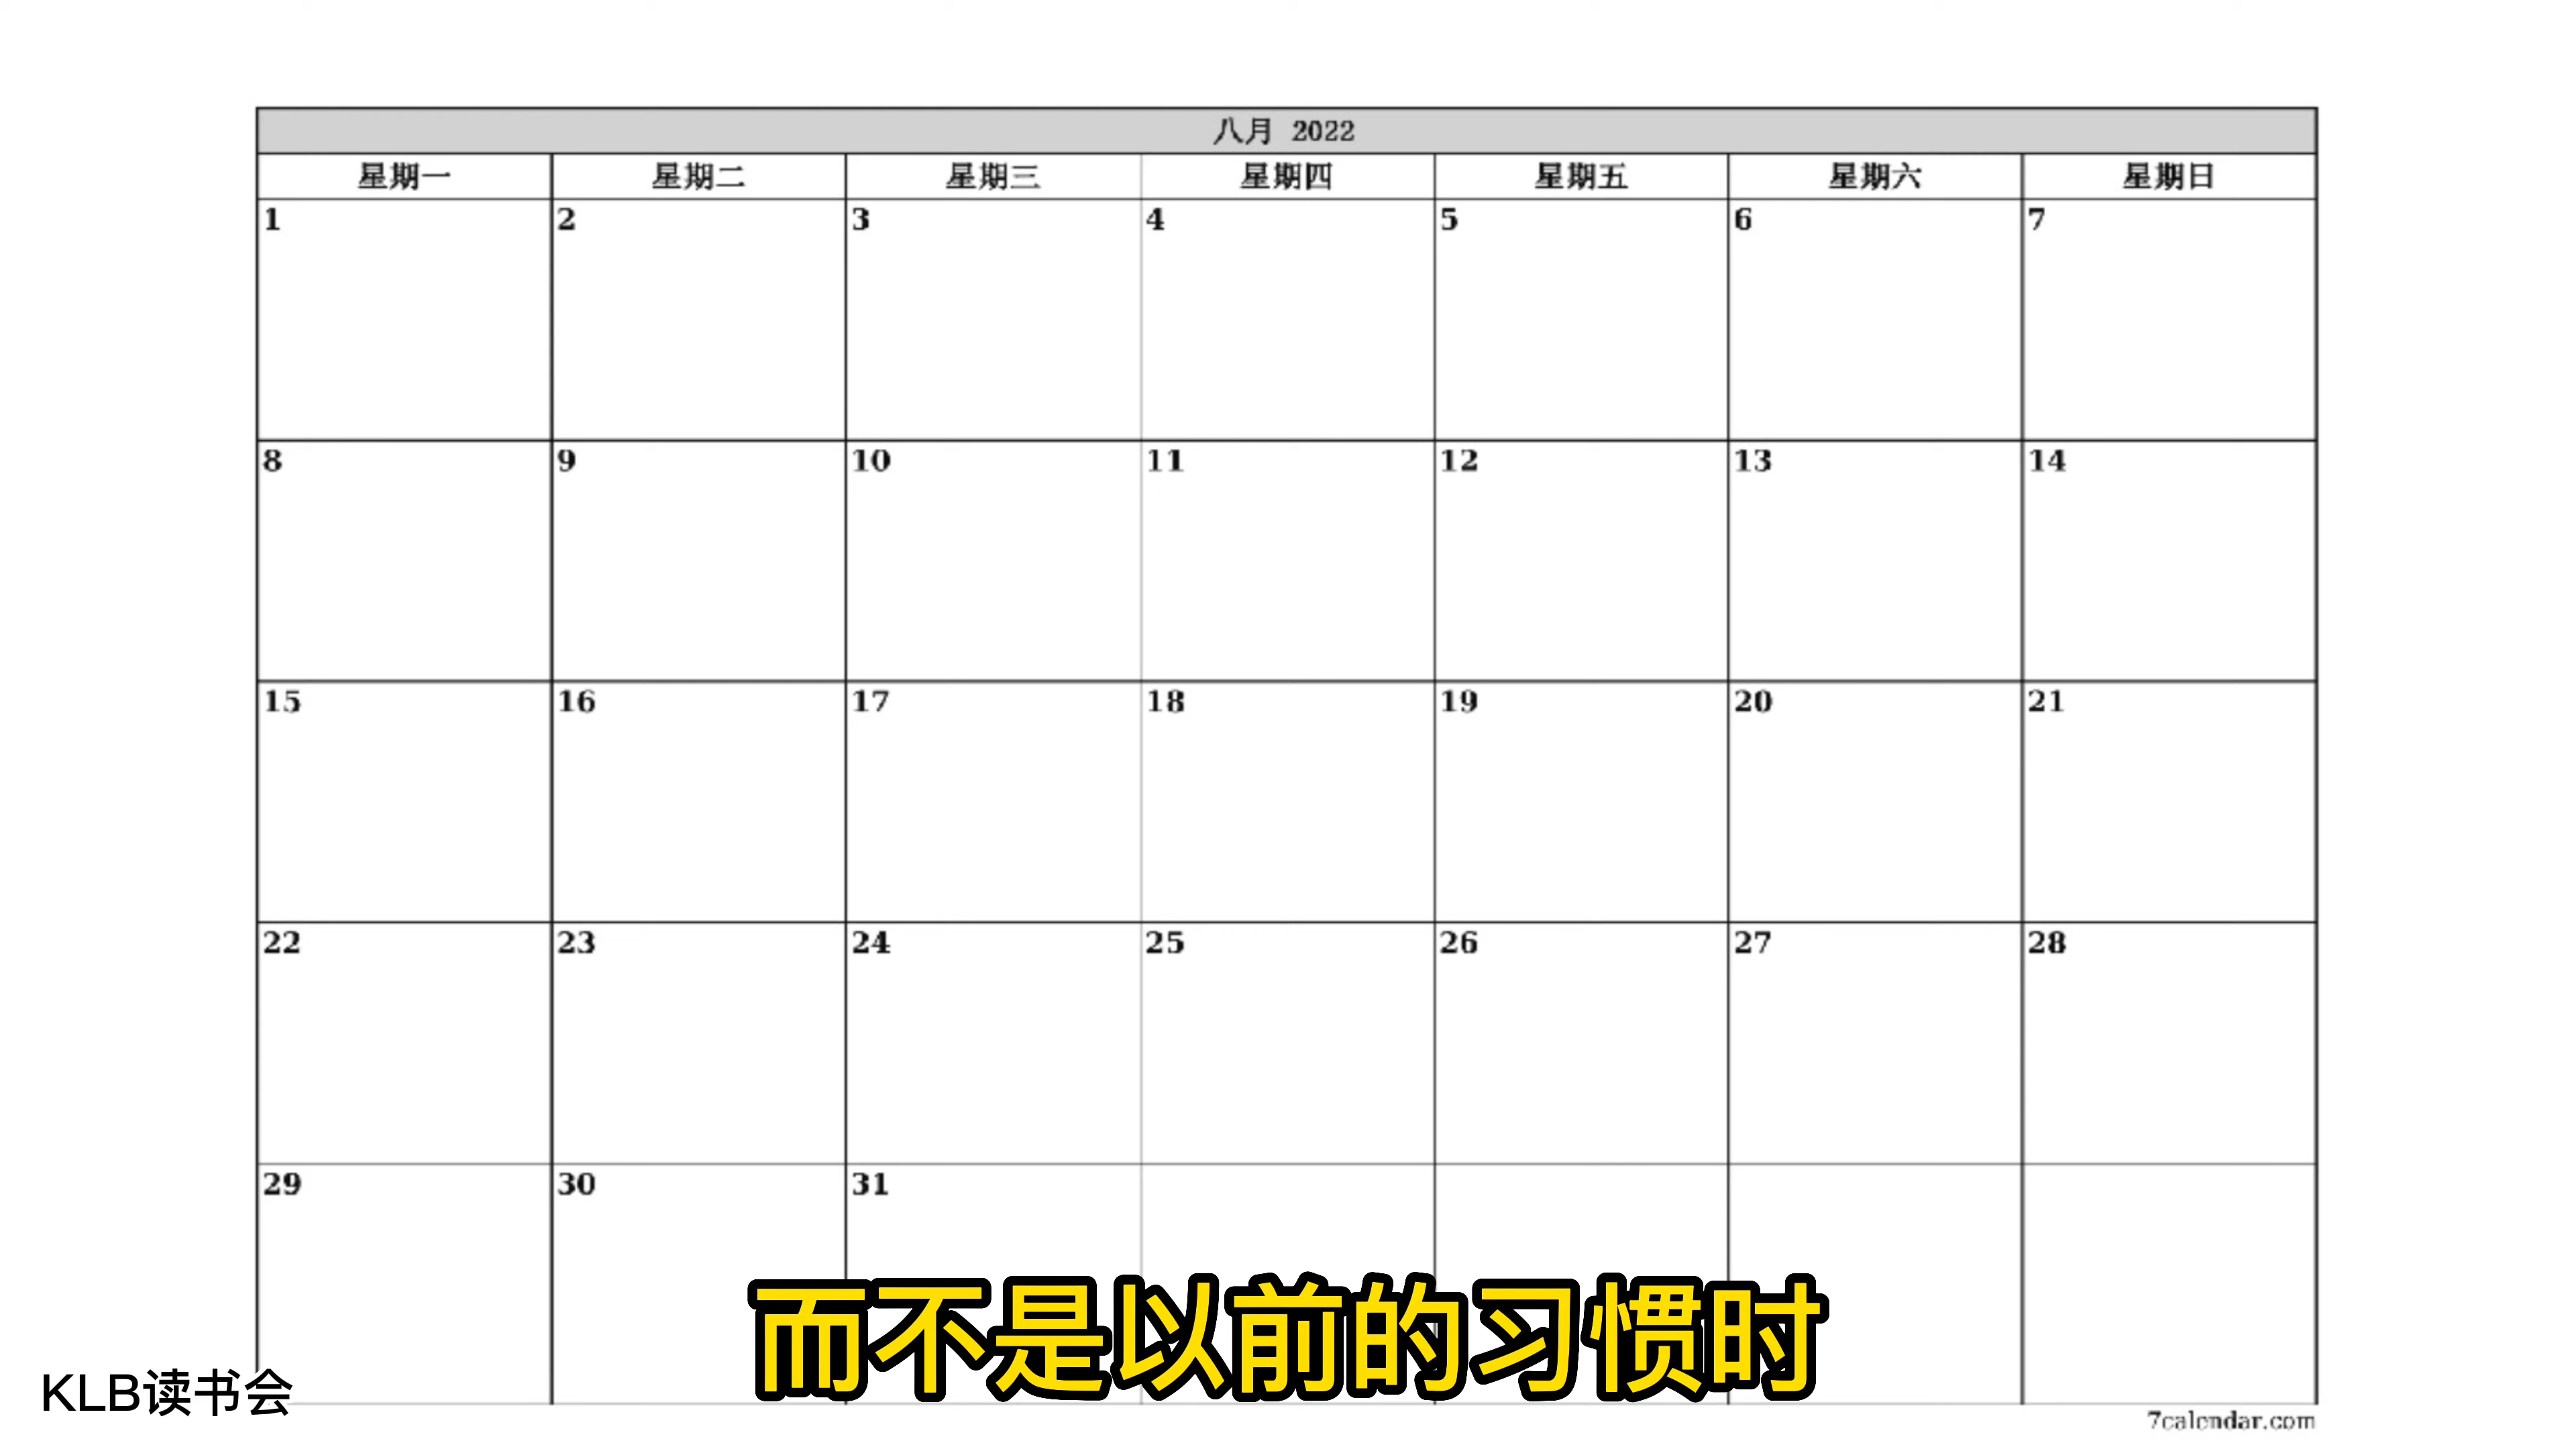 八月 2022
星期一 星期二 星期三 星期四 星期五 星期六 星期日
1 2 3 4 5 6 7
8 9 10 11 12 13 14
15 16 17 18 19 20 21
22 23 24 25 26 27 28
29 30 31
而不是以前的习惯时
KLB读书会
7calendar.com